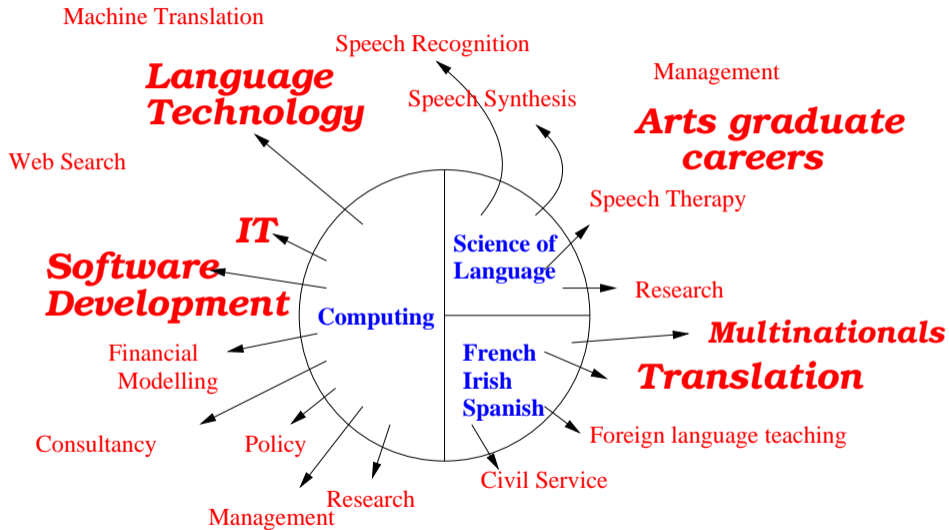 Machine Translation
Speech Recognition
Language
Technology
Speech Synthesis
Management
Arts graduate
careers
Web Search
Speech Therapy
IT
Science of
Language
Software
Development
Research
Computing
Multinationals
Financial
Modelling
French
Irish
Spanish
Translation
Consultancy
Policy
Foreign language teaching
Civil Service
Research
Management